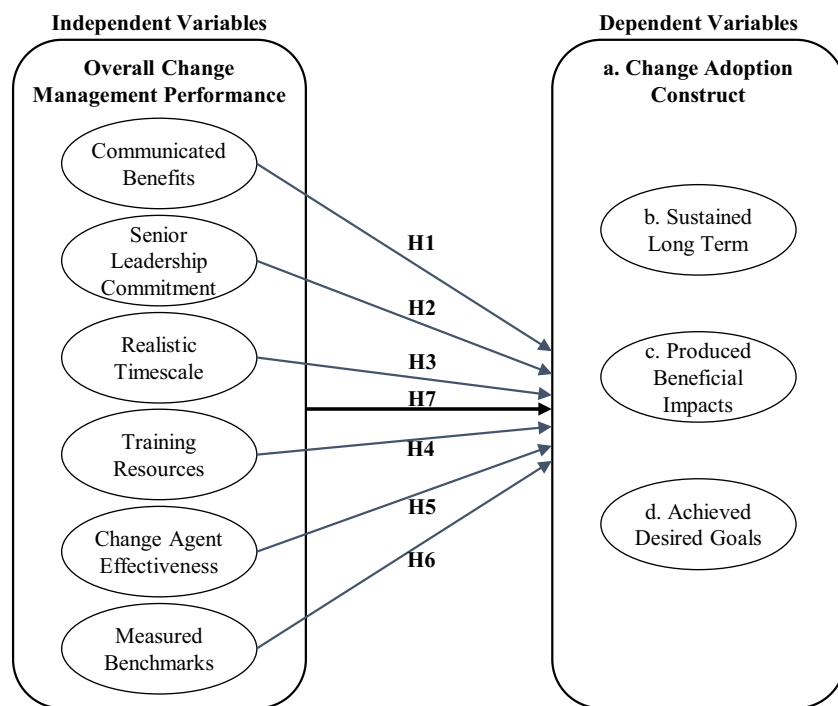 Independent Variables
Overall Change
Management Performance
Communicated
Benefits
Senior
Leadership
Commitment
Realistic
Timescale
Training
Resources
Change Agent
Effectiveness
Measured
Benchmarks
H1
H2
H3
H7
H4
H5
H6
Dependent Variables
a. Change Adoption
Construct
b. Sustained
Long Term
c. Produced
Beneficial
Impacts
d. Achieved
Desired Goals